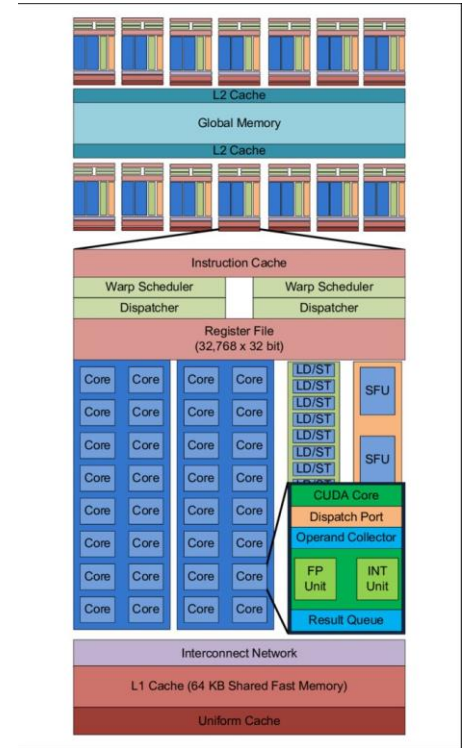 L2 Cache
Global Memory
L2 Cache
Instruction Cache
Warp Scheduler Warp Scheduler
Dispatcher Dispatcher
Register File
(32,768 x 32 bit)
Core Core Core Core LD/ST SFU
LD/ST
Core Core Core Core LD/ST
LD/ST
Core Core Core Core LD/ST SFU
LD/ST
LD/ST
Core Core Core Core LD/ST
CUDA Core
Core Core Core Core Dispatch Port
Operand Collector
Core Core Core Core
FP INT
Unit Unit
Core Core Core Core
Core Core Core Core Result Queue
Interconnect Network
L1 Cache (64 KB Shared Fast Memory)
Uniform Cache